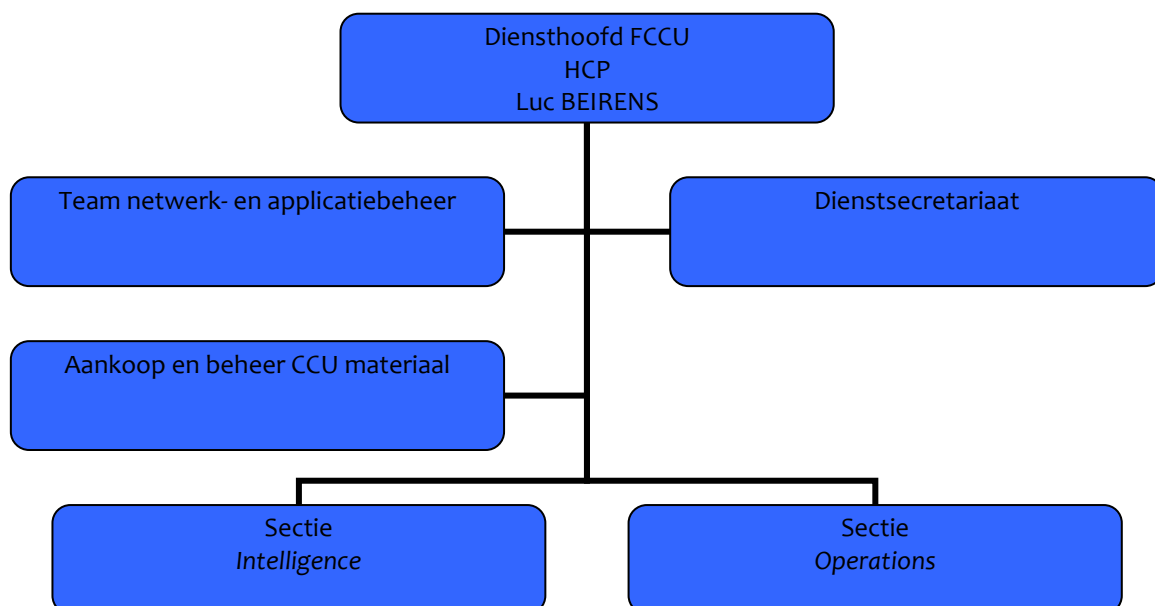 Diensthoofd FCCU
HCP
Luc BEIRENS
Team netwerk- en applicatiebeheer
Dienstsecretariaat
Aankoop en beheer CCU materiaal
Sectie
Intelligence
Sectie
Operations